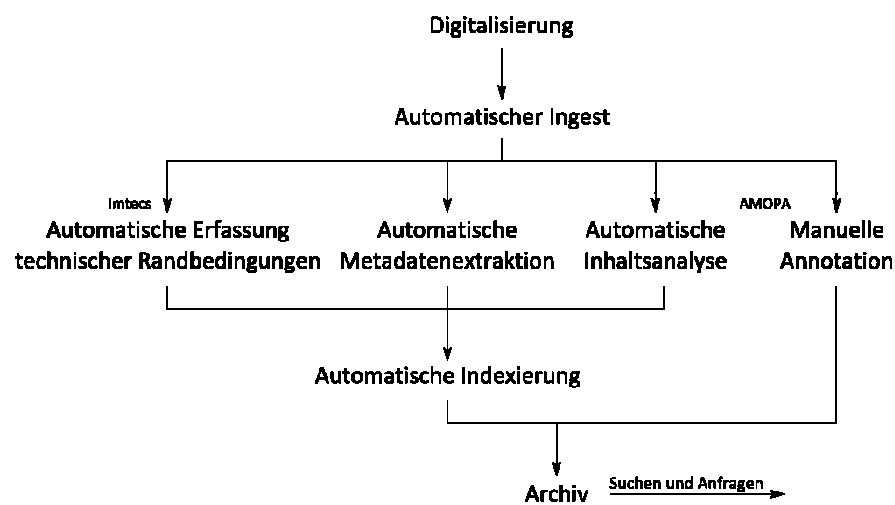 Digitalisierung
Automatischer Ingest
Imtecs
Automatische Erfassung
technischer Randbedingungen
Automatische
Metadatenextraktion
AMOPA
Automatische
Inhaltsanalyse
Manuelle
Annotation
Automatische Indexierung
Archiv
Suchen und Anfragen